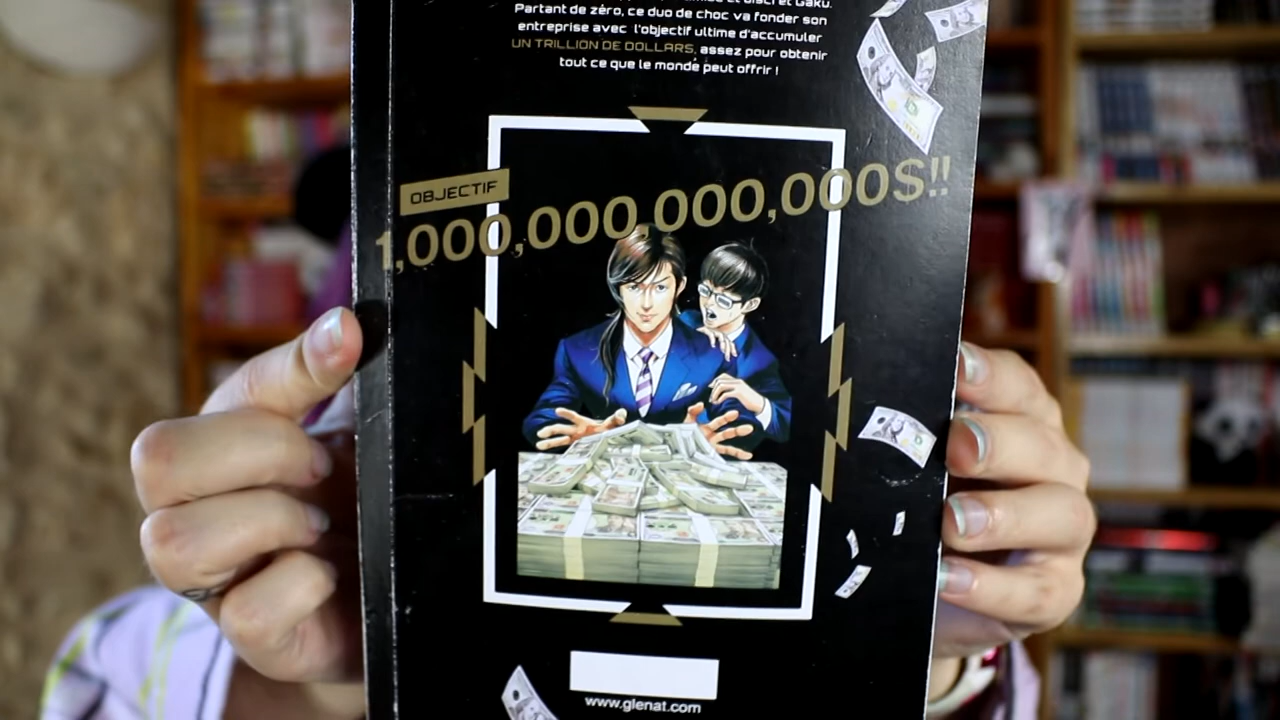 et Gaku.
Partant de zéro, ce duo de choc va fonder son
entreprise avec l'objectif ultime d'accumuler
UN TRILLION DE DOLLARS, assez pour obtenir
tout ce que le monde peut offrir !
OBJECTIF
1,000,000,000,000$!!
www.glenat.com